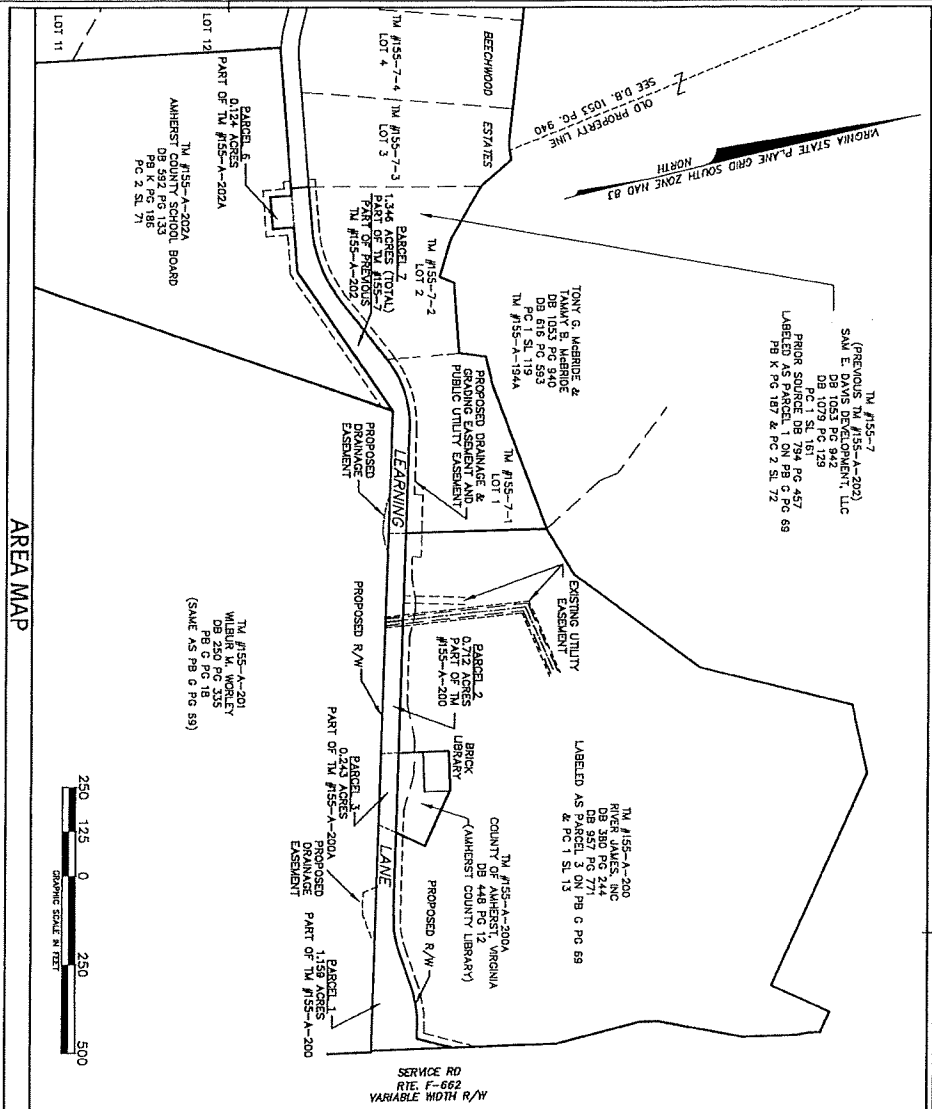 LOT 11
LOT 12
BEECHWOOD ESTATES
TM #155-7-4
LOT 4
TM #155-7-3
LOT 3
Z
OLD PROPERTY LINE
SEE D.B. 1053 PG. 940
VIRGINIA STATE PLANE GRID SOUTH ZONE NAD 83
NORTH
TM #155-7
(PREVIOUS TM #155-A-202)
SAM E. DAVIS DEVELOPMENT, LLC
DB 1053 PG 942
DB 1079 PG 129
PC 1 SL 161
PRIOR SOURCE DB 794 PG 457
LABELED AS PARCEL 1 ON PB G PG 69
PB K PG 187 & PC 2 SL 72
TM #155-7-2
LOT 2
TONY G. McBRIDE &
TAMMY B. McBRIDE
DB 1053 PG 940
DB 616 PG 593
PC 1 SL 119
TM #155-A-194A
PARCEL 7
1.346 ACRES (TOTAL)
PART OF TM #155-7
PART OF PREVIOUS
TM #155-A-202
PARCEL 6
0.124 ACRES
PART OF TM #155-A-202A
TM #155-A-202A
AMHERST COUNTY SCHOOL BOARD
DB 592 PG 133
PB K PG 186
PC 2 SL 71
TM #155-7-1
LOT 1
PROPOSED DRAINAGE &
GRADING EASEMENT AND
PUBLIC UTILITY EASEMENT
PROPOSED
DRAINAGE
EASEMENT
LEARNING LANE
EXISTING UTILITY
EASEMENT
PROPOSED R/W
PARCEL 2
0.712 ACRES
PART OF TM
#155-A-200
BRICK
LIBRARY
TM #155-A-200
RIVER JAMES, INC
DB 380 PG 244
DB 957 PG 771
LABELED AS PARCEL 3 ON PB G PG 69
& PC 1 SL 13
TM #155-A-200A
COUNTY OF AMHERST, VIRGINIA
DB 448 PG 12
(AMHERST COUNTY LIBRARY)
PARCEL 3
0.243 ACRES
PART OF TM #155-A-200A
TM #155-A-201
WILBUR M. WORLEY
DB 250 PG 335
PB G PG 18
(SAME AS PB G PG 59)
PROPOSED
DRAINAGE
EASEMENT
PROPOSED R/W
PARCEL 1
1.159 ACRES
PART OF TM #155-A-200
SERVICE RD
RTE. F-662
VARIABLE WIDTH R/W
250 125 0 250 500
GRAPHIC SCALE IN FEET
AREA MAP